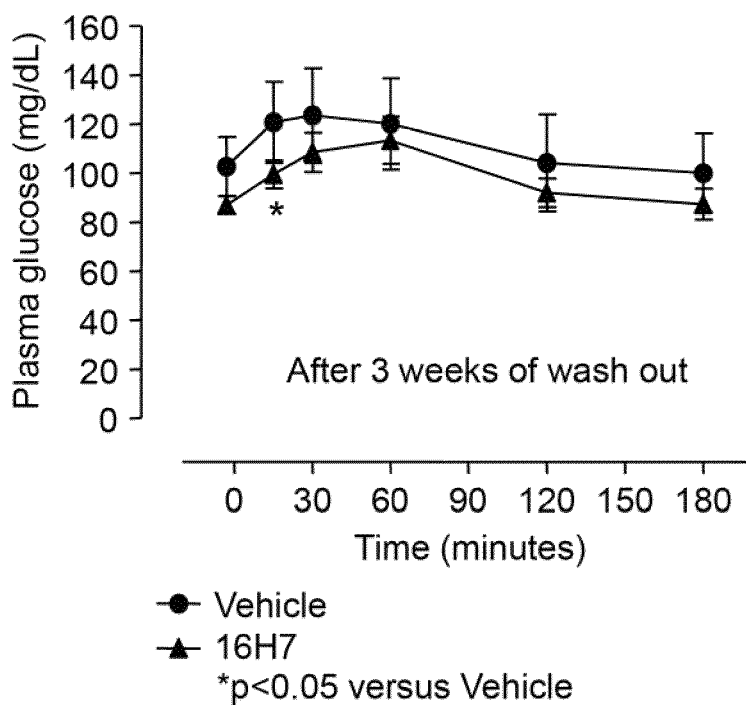 Plasma glucose (mg/dL)
160
140
120
100
80
60
40
20
0
*
After 3 weeks of wash out
0 30 60 90 120 150 180
Time (minutes)
Vehicle
16H7
*p<0.05 versus Vehicle